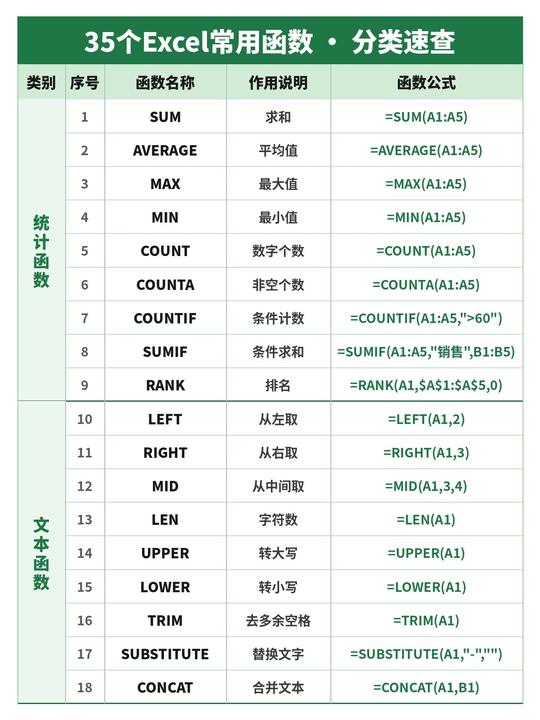 35个Excel常用函数 · 分类速查
类别 序号 函数名称 作用说明 函数公式
统计函数
1 SUM 求和 =SUM(A1:A5)
2 AVERAGE 平均值 =AVERAGE(A1:A5)
3 MAX 最大值 =MAX(A1:A5)
4 MIN 最小值 =MIN(A1:A5)
5 COUNT 数字个数 =COUNT(A1:A5)
6 COUNTA 非空个数 =COUNTA(A1:A5)
7 COUNTIF 条件计数 =COUNTIF(A1:A5,">60")
8 SUMIF 条件求和 =SUMIF(A1:A5,"销售",B1:B5)
9 RANK 排名 =RANK(A1,$A$1:$A$5,0)
文本函数
10 LEFT 从左取 =LEFT(A1,2)
11 RIGHT 从右取 =RIGHT(A1,3)
12 MID 从中间取 =MID(A1,3,4)
13 LEN 字符数 =LEN(A1)
14 UPPER 转大写 =UPPER(A1)
15 LOWER 转小写 =LOWER(A1)
16 TRIM 去多余空格 =TRIM(A1)
17 SUBSTITUTE 替换文字 =SUBSTITUTE(A1,"-","")
18 CONCAT 合并文本 =CONCAT(A1,B1)